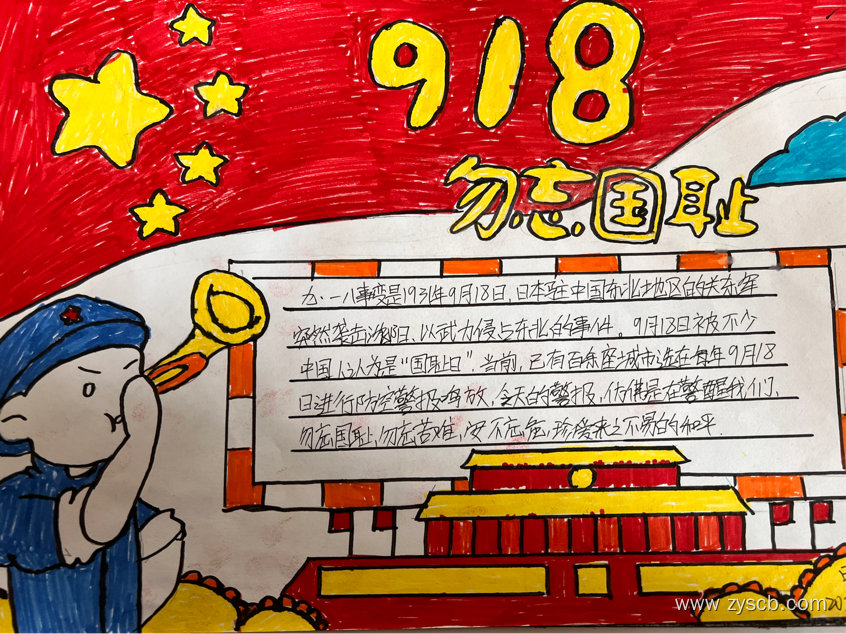 918
勿忘国耻
九·一八事变是1931年9月18日,日本驻中国东北地区的关东军
突然袭击沈阳,以武力侵占东北的事件。9月18日被不少
中国人认为是“国耻日”.当前,已有百余座城市选在每年9月18
日进行防空警报鸣放,今天的警报,仿佛是在警醒我们、
勿忘国耻,勿忘苦难,安不忘危,珍惜来之不易的和平.
www.zyscb.com